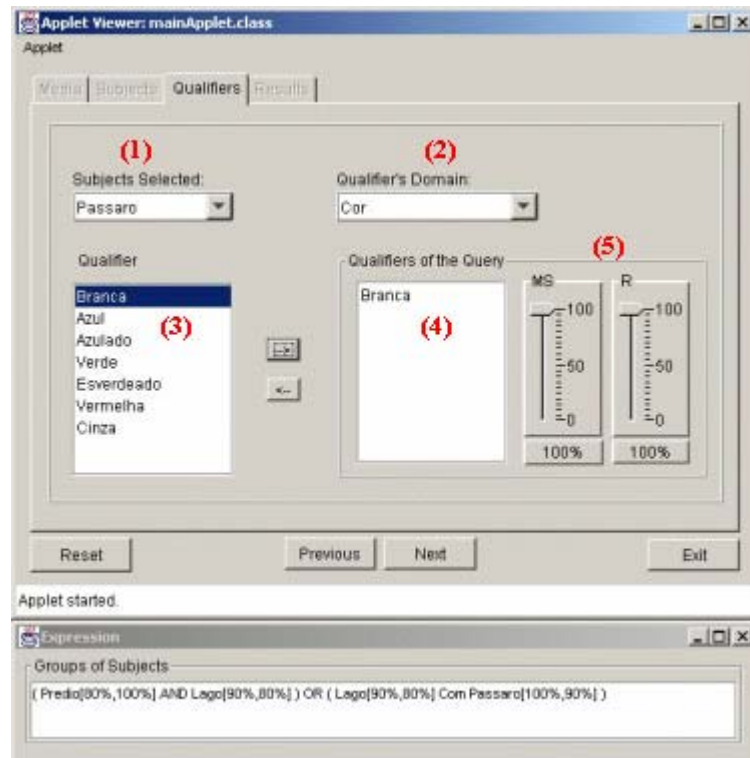 Applet Viewer: mainApplet.class
Applet
Media Subjects Qualifiers Results
(1) (2)
Subjects Selected: Qualifier's Domain:
Passaro Cor
(5)
Qualifier Qualifiers of the Query
MS R
Branca
Azul
Azulado
Verde
Esverdeado
Vermelha
Cinza
(3)
-->
<--
Branca
(4)
100 100
50 50
0 0
100% 100%
Reset Previous Next Exit
Applet started.
Expression
Groups of Subjects
( Predio[80%,100%] AND Lago[90%,80%] ) OR ( Lago[90%,80%] Com Passaro[100%,90%] )